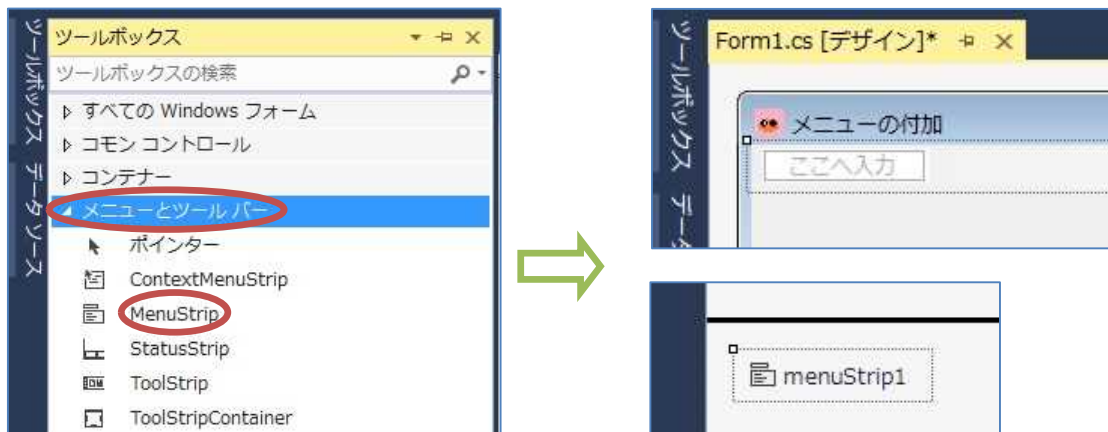 ツールボックス データ ソース
ツールボックス
ツールボックスの検索
すべての Windows フォーム
コモン コントロール
コンテナー
メニューとツール バー
ポインター
ContextMenuStrip
MenuStrip
StatusStrip
ToolStrip
ToolStripContainer
ツールボックス データ
Form1.cs [デザイン]*
メニューの付加
ここへ入力
menuStrip1